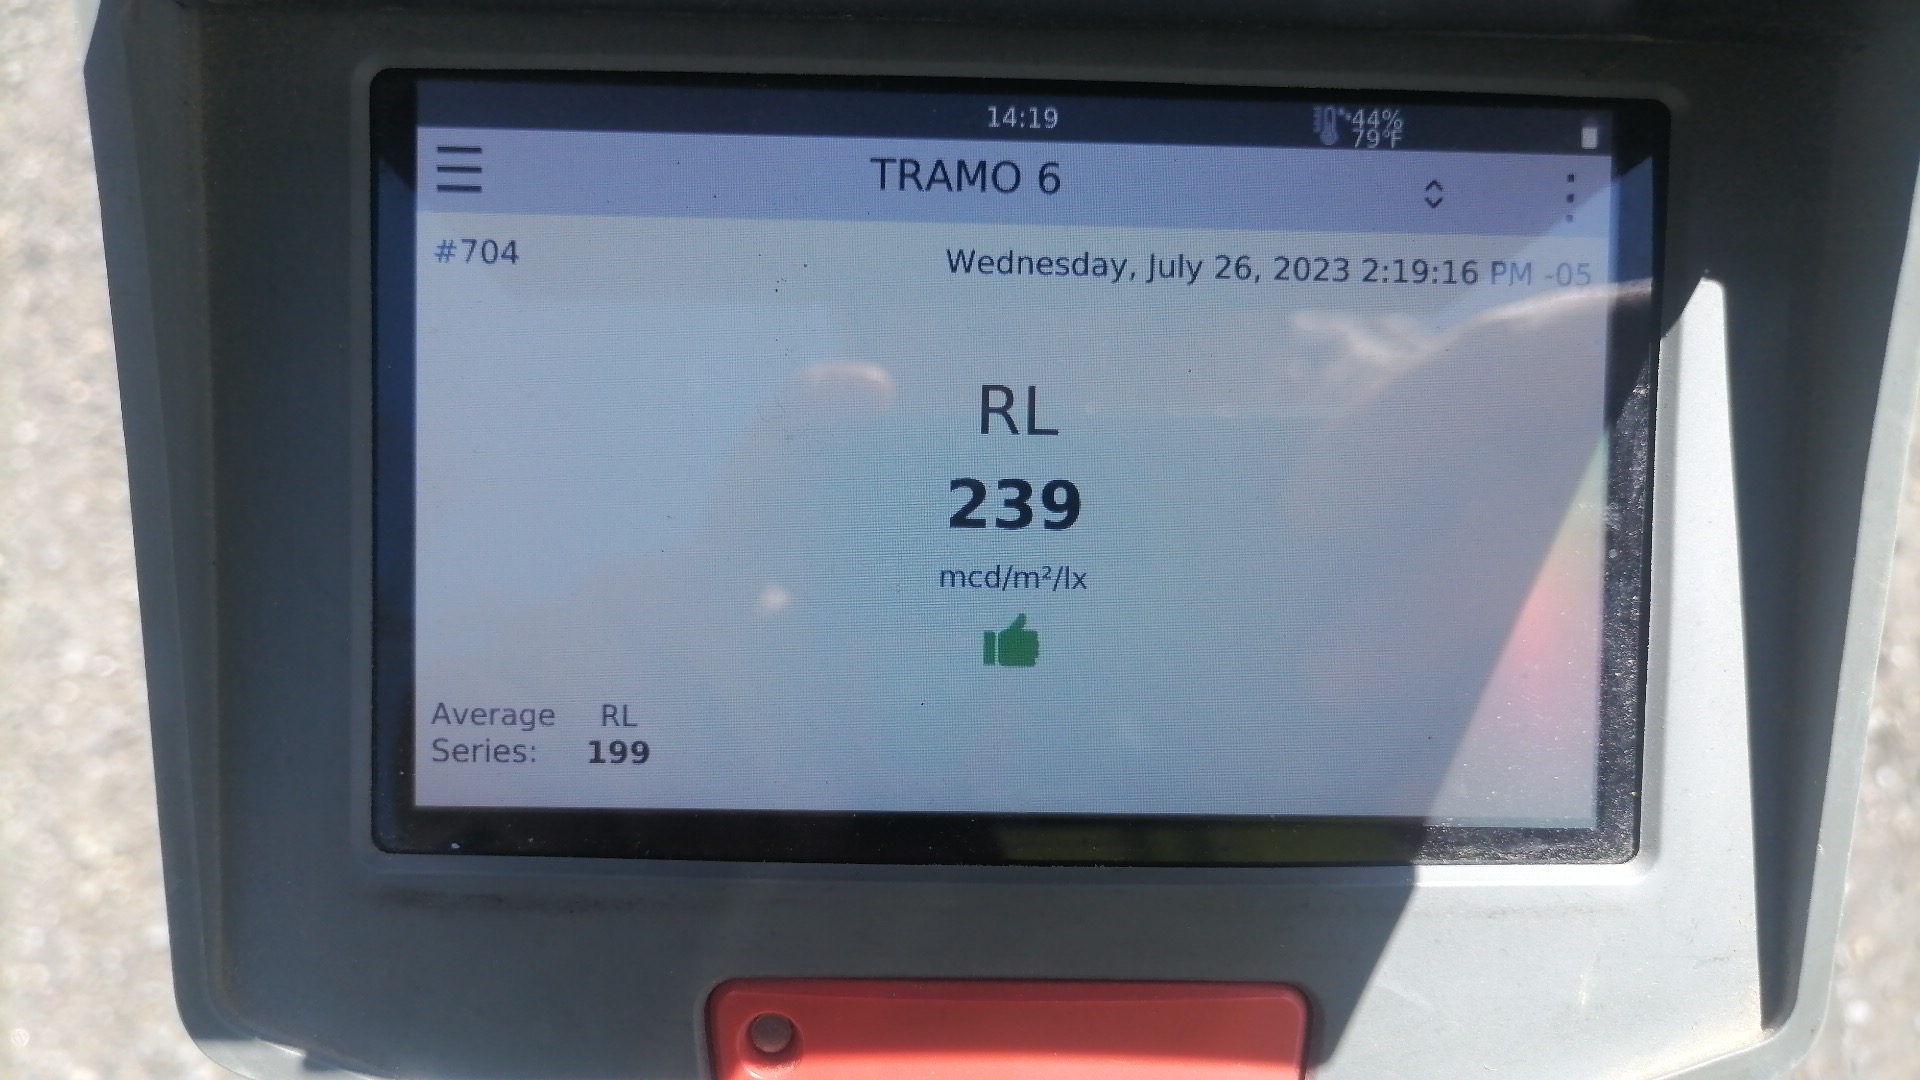 14:19
44%
79°F
TRAMO 6
#704
Wednesday, July 26, 2023 2:19:16 PM -05
RL
239
mcd/m²/lx
Average RL
Series: 199